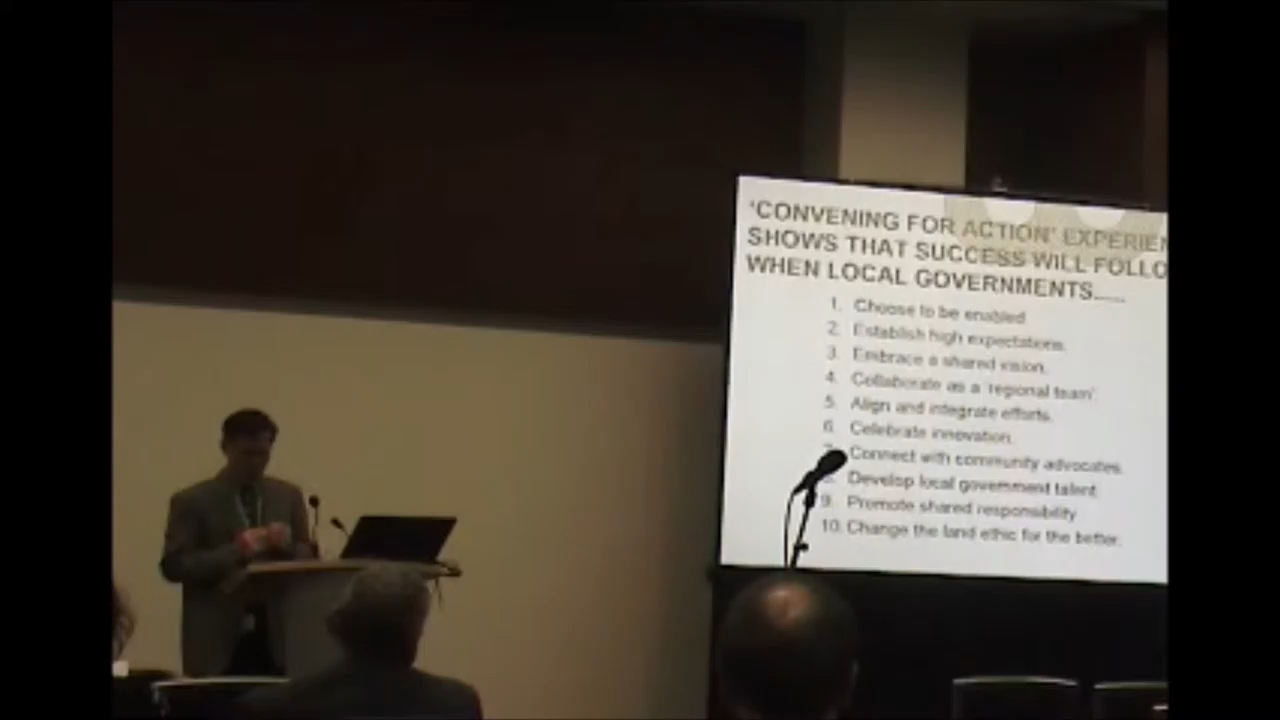 'CONVENING FOR ACTION' EXPERIEN
SHOWS THAT SUCCESS WILL FOLLO
WHEN LOCAL GOVERNMENTS.....
1. Choose to be enabled.
2. Establish high expectations.
3. Embrace a shared vision.
4. Collaborate as a 'regional team'.
5. Align and integrate efforts.
6. Celebrate innovation.
Connect with community advocates.
Develop local government talent.
9. Promote shared responsibility
10. Change the land ethic for the better.